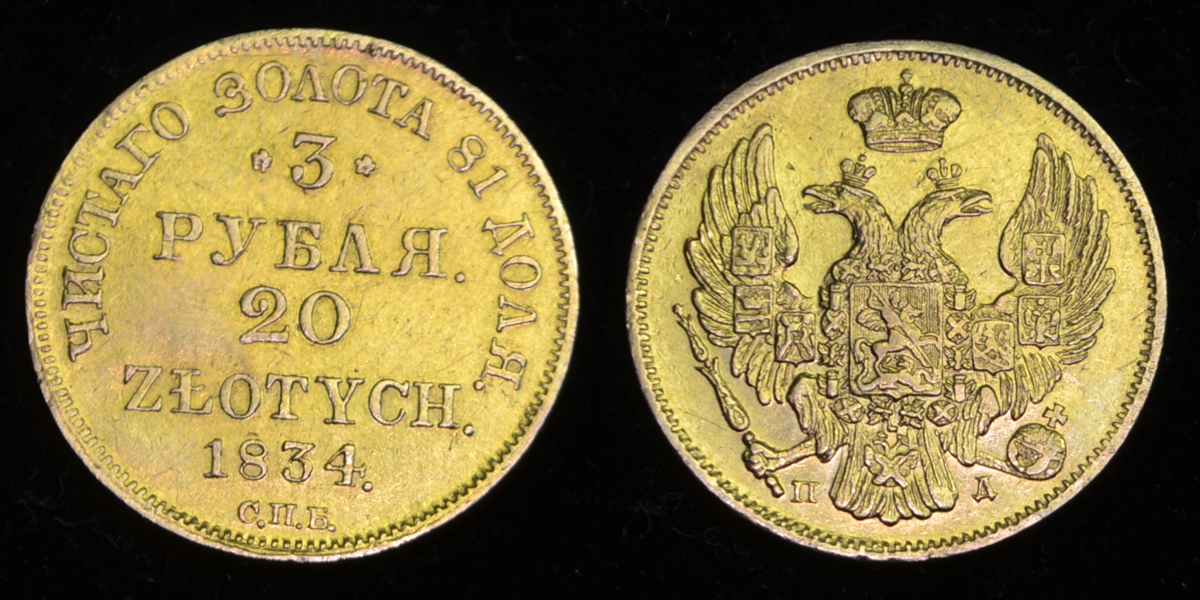 ЧИСТАГО ЗОЛОТА 81 ДОЛЯ.
3
РУБЛЯ.
20
ZŁOTYCH.
1834.
С.П.Б.
П Д